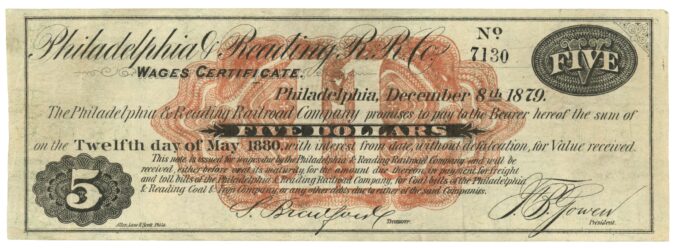 Philadelphia & Reading R.R. Co.
No
7130
FIVE
WAGES CERTIFICATE.
Philadelphia, December 8th 1879.
The Philadelphia & Reading Railroad Company promises to pay to the Bearer hereof the sum of
FIVE DOLLARS
on the Twelfth day of May 1880, with interest from date, without defalcation, for Value received.
This note is issued for wages due by the Philadelphia & Reading Railroad Company, and will be
received, either before or at its maturity for the amount due thereon, in payment for freight
and toll bills of the Philadelphia & Reading Railroad Company, for Coal bills of the Philadelphia
& Reading Coal & Iron Company, or any other debts due to either of the said Companies.
5
S. Bradford
Treasurer.
F. B. Gowen
President.
Allen, Lane & Scott, Phila.